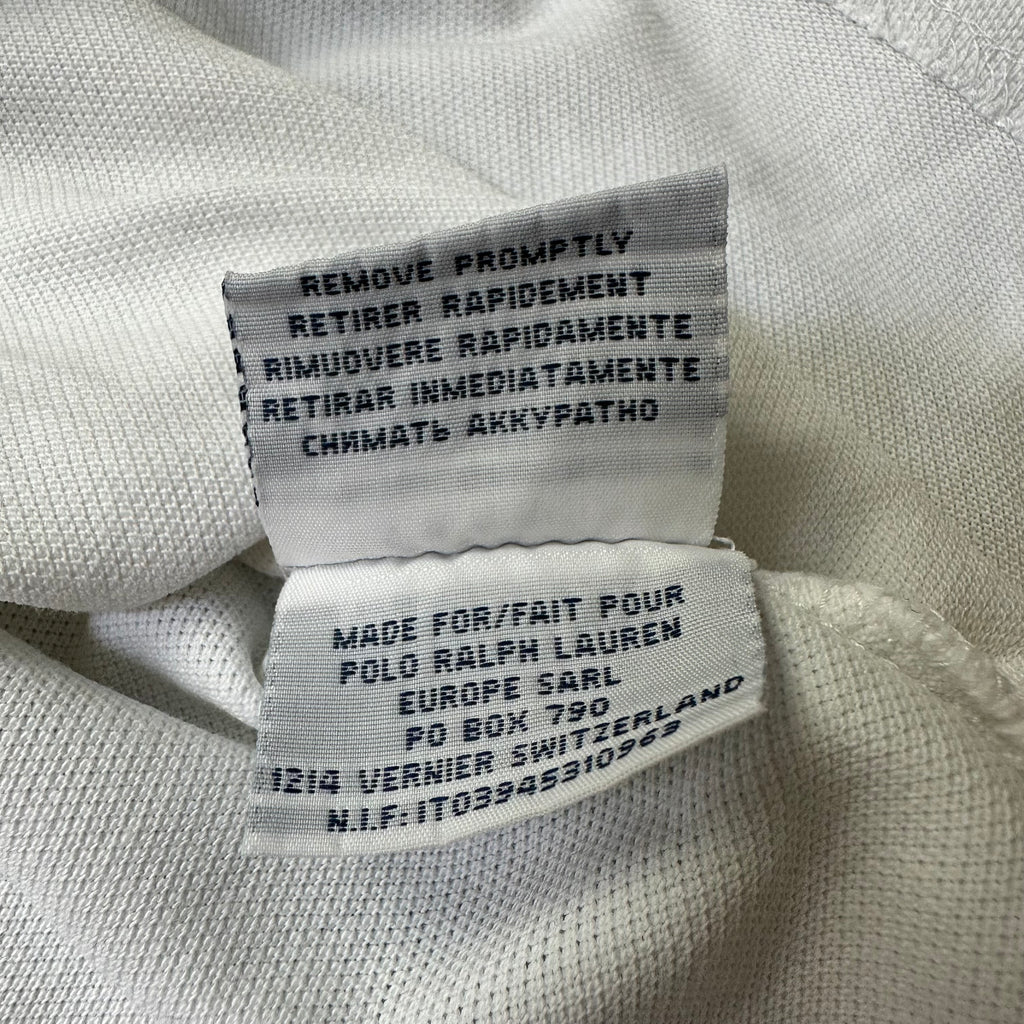 REMOVE PROMPTLY
RETIRER RAPIDEMENT
RIMUOVERE RAPIDAMENTE
RETIRAR INMEDIATAMENTE
СНИМАТЬ АККУРАТНО
MADE FOR/FAIT POUR
POLO RALPH LAUREN
EUROPE SARL
PO BOX 790
1214 VERNIER SWITZERLAND
N.I.F: IT03945310963